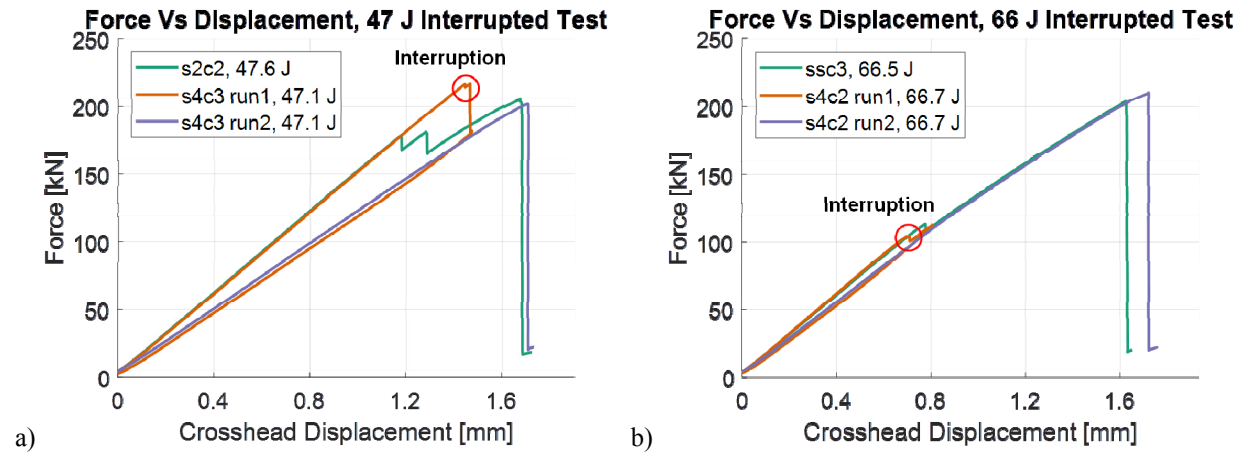 Force Vs Displacement, 47 J Interrupted Test
250
200
150
100
50
0
Force [kN]
s2c2, 47.6 J
s4c3 run1, 47.1 J
s4c3 run2, 47.1 J
Interruption
0 0.4 0.8 1.2 1.6
Crosshead Displacement [mm]
a)
Force Vs Displacement, 66 J Interrupted Test
250
200
150
100
50
0
Force [kN]
ssc3, 66.5 J
s4c2 run1, 66.7 J
s4c2 run2, 66.7 J
Interruption
0 0.4 0.8 1.2 1.6
Crosshead Displacement [mm]
b)